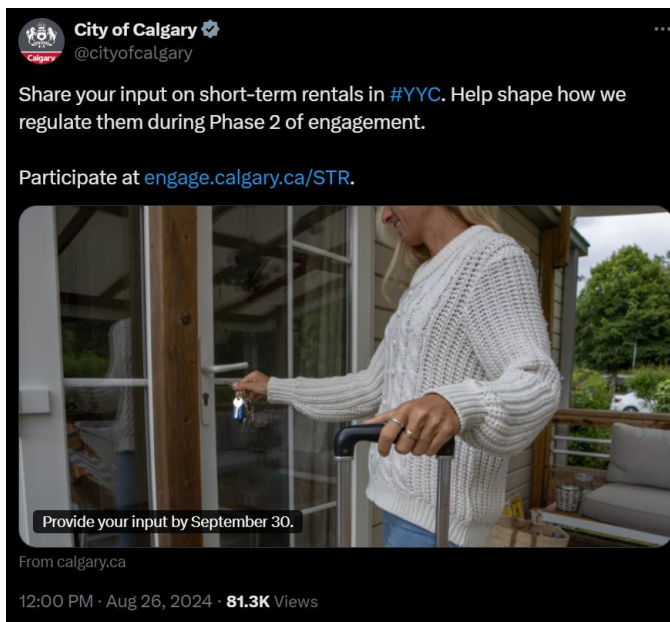 City of Calgary
Calgary
@cityofcalgary
Share your input on short-term rentals in #YYC. Help shape how we
regulate them during Phase 2 of engagement.
Participate at engage.calgary.ca/STR.
Provide your input by September 30.
From calgary.ca
12:00 PM · Aug 26, 2024 · 81.3K Views